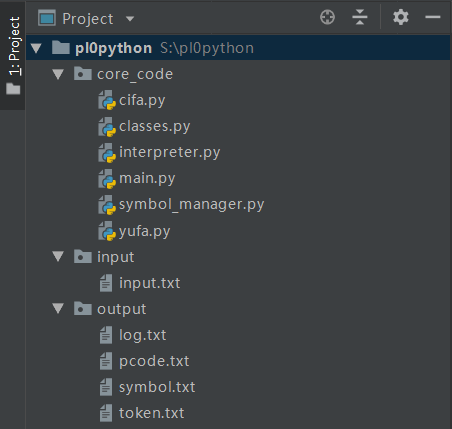 Project
1: Project
pl0python S:\pl0python
core_code
cifa.py
classes.py
interpreter.py
main.py
symbol_manager.py
yufa.py
input
input.txt
output
log.txt
pcode.txt
symbol.txt
token.txt